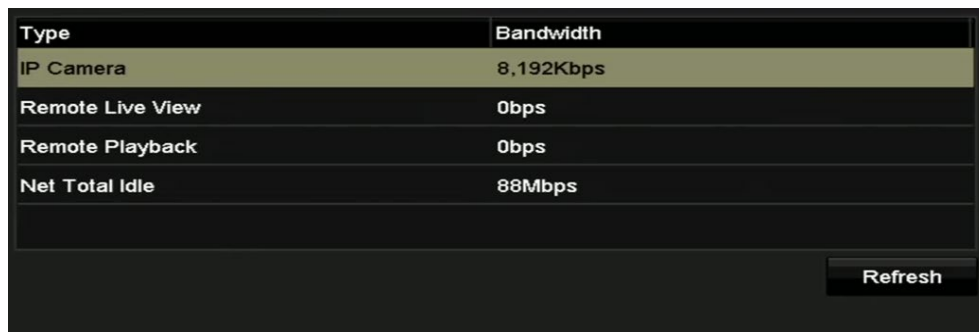 Type Bandwidth
IP Camera 8,192Kbps
Remote Live View 0bps
Remote Playback 0bps
Net Total Idle 88Mbps
Refresh